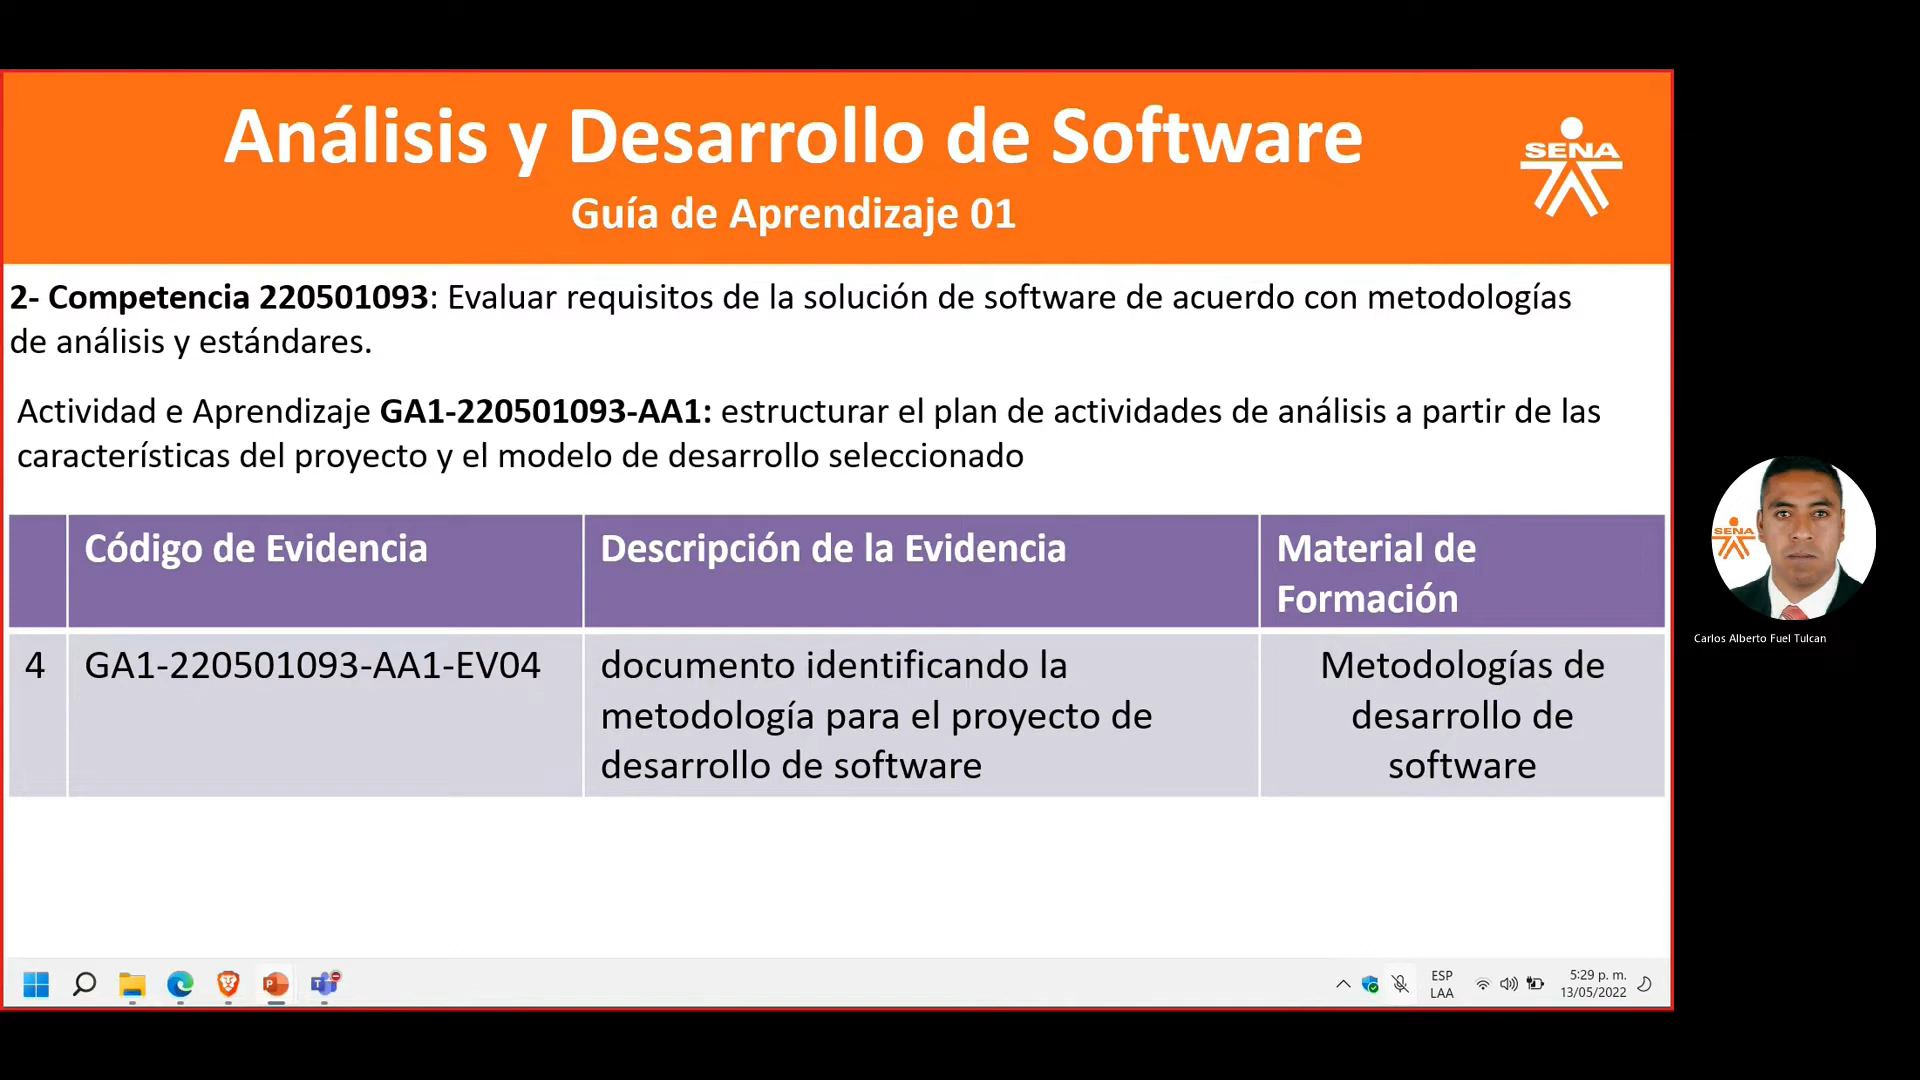 Análisis y Desarrollo de Software
Guía de Aprendizaje 01
SENA
2- Competencia 220501093: Evaluar requisitos de la solución de software de acuerdo con metodologías
de análisis y estándares.
Actividad e Aprendizaje GA1-220501093-AA1: estructurar el plan de actividades de análisis a partir de las
características del proyecto y el modelo de desarrollo seleccionado
Código de Evidencia
Descripción de la Evidencia
Material de
Formación
4
GA1-220501093-AA1-EV04
documento identificando la
metodología para el proyecto de
desarrollo de software
Metodologías de
desarrollo de
software
SENA
Carlos Alberto Fuel Tulcan
ESP
LAA
5:29 p. m.
13/05/2022